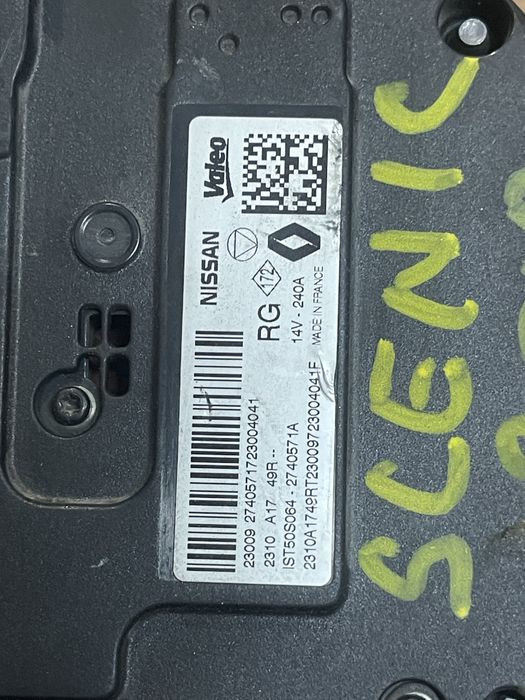 Valeo
NISSAN
RG 172
14V - 240A
MADE IN FRANCE
23009 2740571723004041
2310 A17 49R --
IST50S064 - 2740571A
2310A1749RT23009723004041F
SCENIC